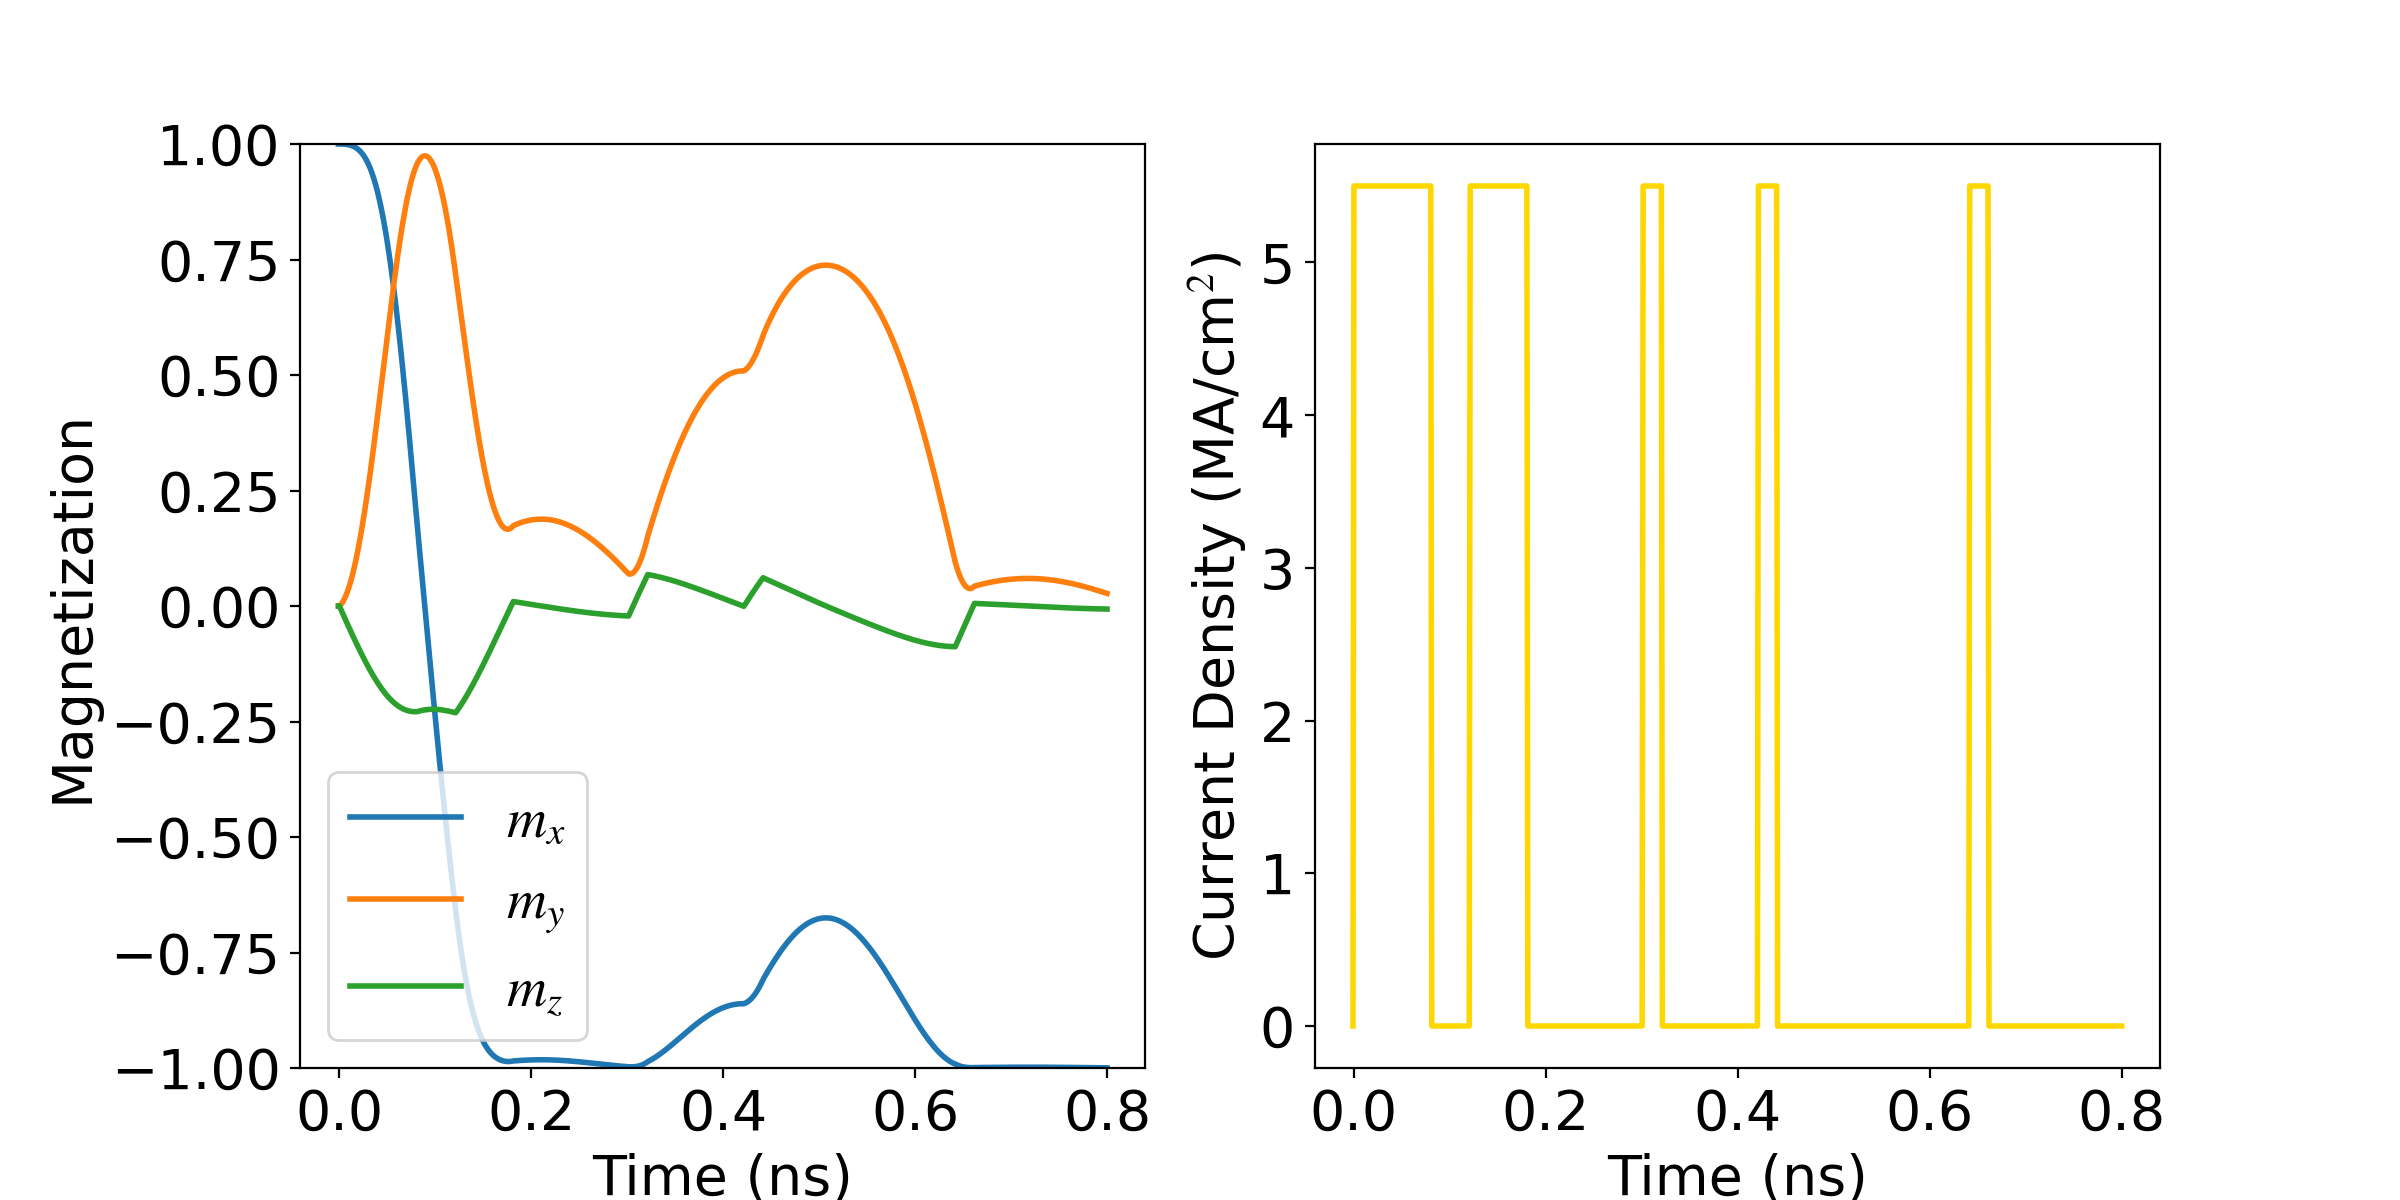 Magnetization
1.00
0.75
0.50
0.25
0.00
−0.25
−0.50
−0.75
−1.00
m_x
m_y
m_z
0.0 0.2 0.4 0.6 0.8
Time (ns)
Current Density (MA/cm²)
5
4
3
2
1
0
0.0 0.2 0.4 0.6 0.8
Time (ns)